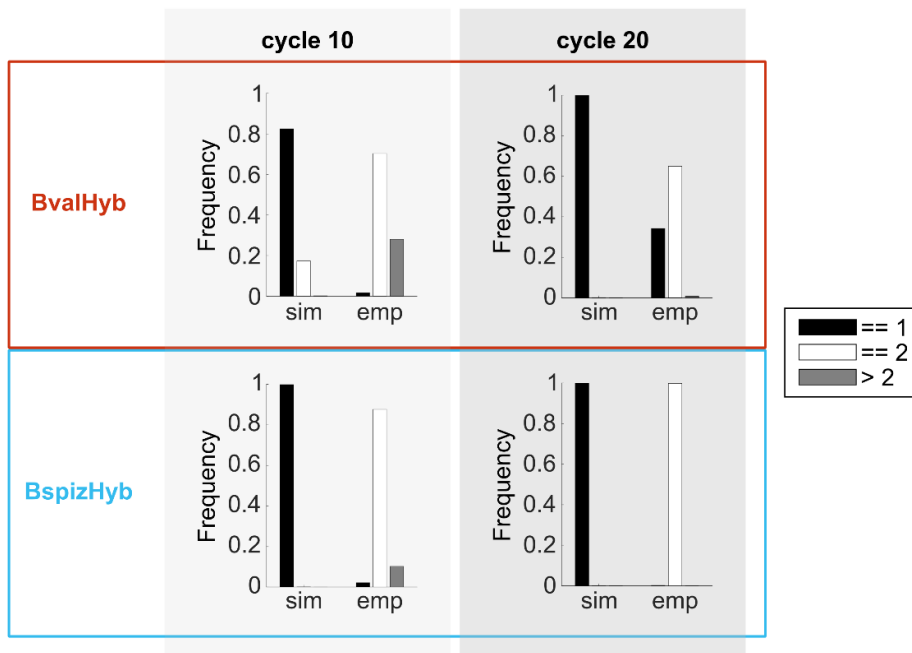 cycle 10
cycle 20
BvalHyb
Frequency
1
0.8
0.6
0.4
0.2
0
sim
emp
Frequency
1
0.8
0.6
0.4
0.2
0
sim
emp
== 1
== 2
> 2
BspizHyb
Frequency
1
0.8
0.6
0.4
0.2
0
sim
emp
Frequency
1
0.8
0.6
0.4
0.2
0
sim
emp